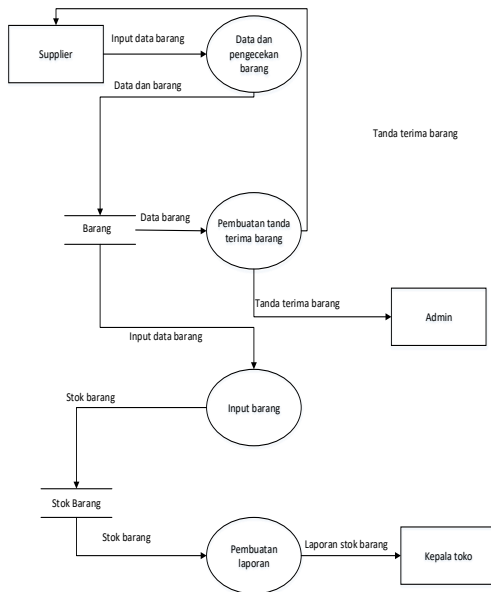 Input data barang
Supplier
Data dan
pengecekan
barang
Data dan barang
Tanda terima barang
Data barang
Barang
Pembuatan tanda
terima barang
Tanda terima barang
Admin
Input data barang
Stok barang
Input barang
Stok Barang
Stok barang
Pembuatan
laporan
Laporan stok barang
Kepala toko